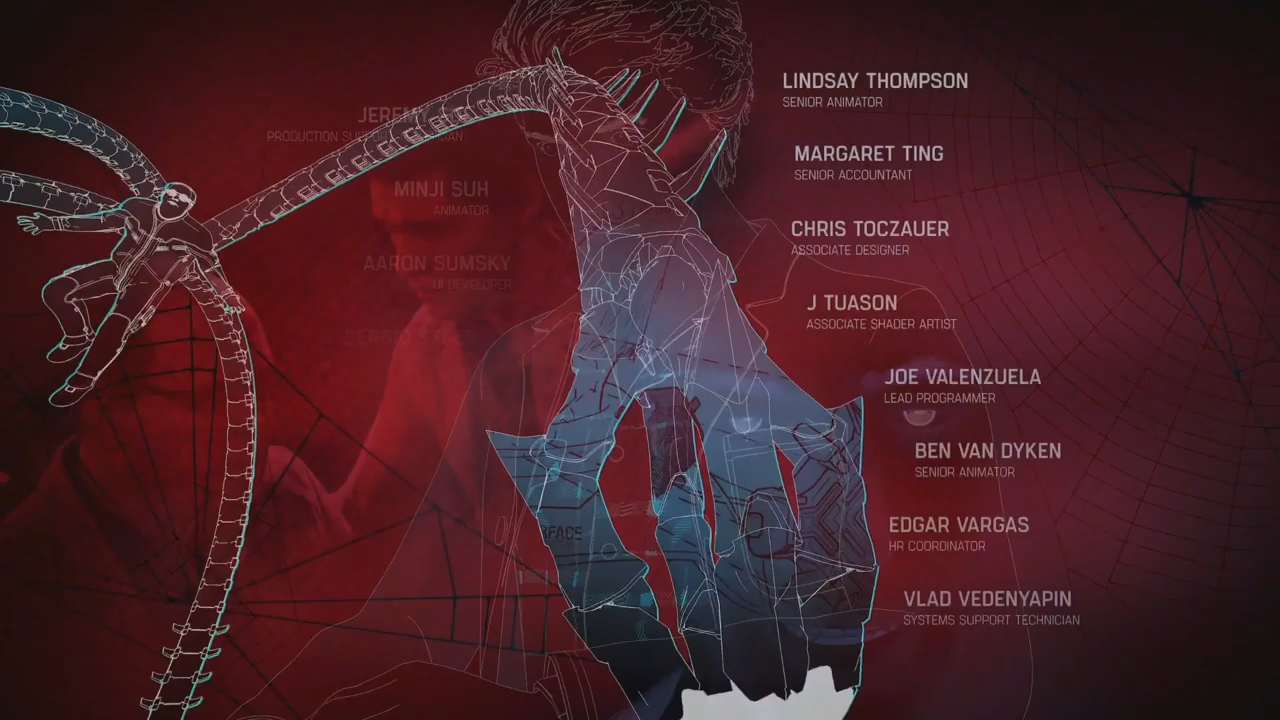 JEREMY
PRODUCTION
MINJI SUH
ANIMATOR
AARON SUMSKY
UI DEVELOPER
LINDSAY THOMPSON
SENIOR ANIMATOR
MARGARET TING
SENIOR ACCOUNTANT
CHRIS TOCZAUER
ASSOCIATE DESIGNER
J TUASON
ASSOCIATE SHADER ARTIST
JOE VALENZUELA
LEAD PROGRAMMER
BEN VAN DYKEN
SENIOR ANIMATOR
EDGAR VARGAS
HR COORDINATOR
VLAD VEDENYAPIN
SYSTEMS SUPPORT TECHNICIAN